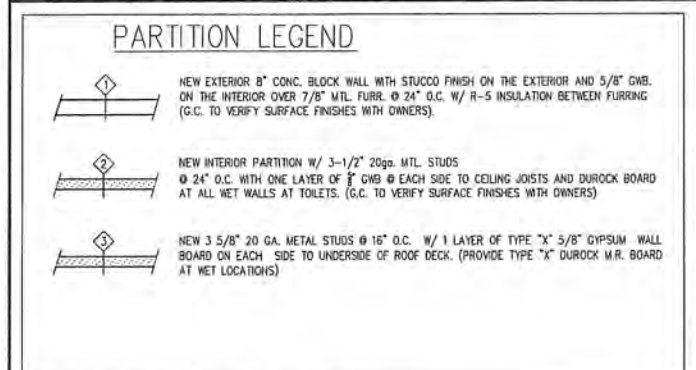 PARTITION LEGEND
1
NEW EXTERIOR 8" CONC. BLOCK WALL WITH STUCCO FINISH ON THE EXTERIOR AND 5/8" GWB.
ON THE INTERIOR OVER 7/8" MTL. FURR. @ 24" O.C. W/ R-5 INSULATION BETWEEN FURRING
(G.C. TO VERIFY SURFACE FINISHES WITH OWNERS).
2
NEW INTERIOR PARTITION W/ 3-1/2" 20ga. MTL. STUDS
@ 24" O.C. WITH ONE LAYER OF GWB @ EACH SIDE TO CEILING JOISTS AND DUROCK BOARD
AT ALL WET WALLS AT TOILETS. (G.C. TO VERIFY SURFACE FINISHES WITH OWNERS)
3
NEW 3 5/8" 20 GA. METAL STUDS @ 16" O.C. W/ 1 LAYER OF TYPE "X" 5/8" GYPSUM WALL
BOARD ON EACH SIDE TO UNDERSIDE OF ROOF DECK. (PROVIDE TYPE "X" DUROCK M.R. BOARD
AT WET LOCATIONS)